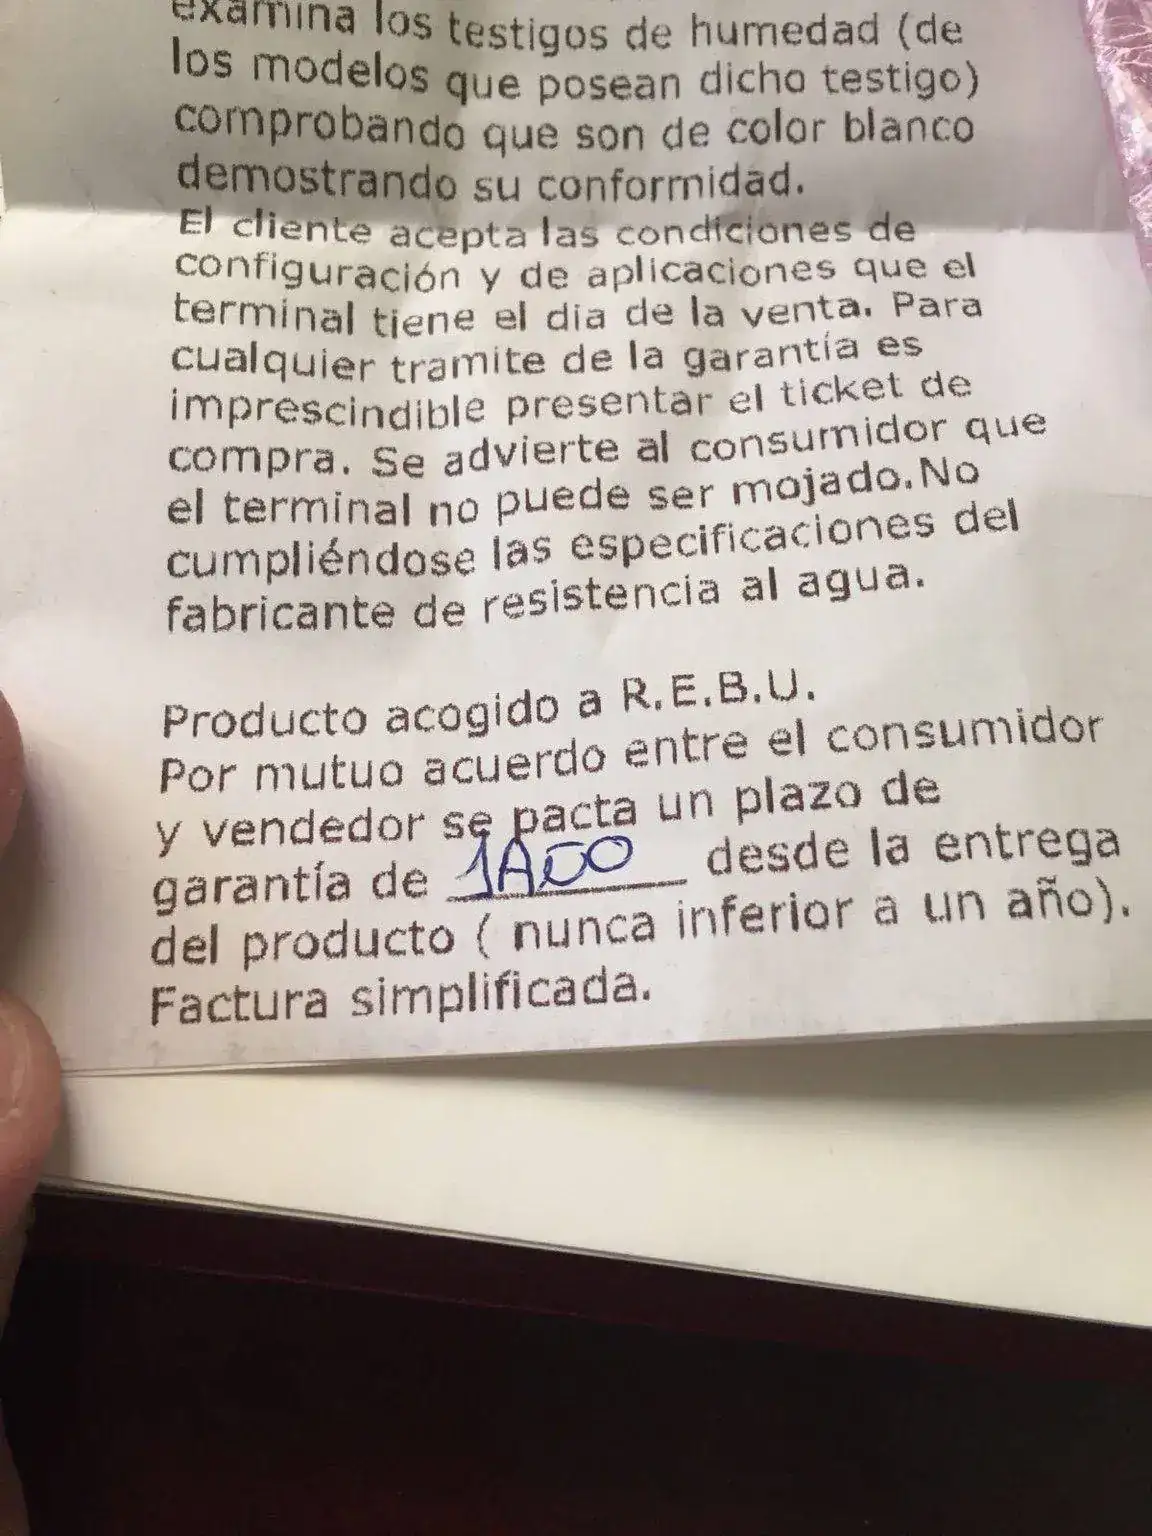 examina los testigos de humedad (de
los modelos que posean dicho testigo)
comprobando que son de color blanco
demostrando su conformidad.
El cliente acepta las condiciones de
configuración y de aplicaciones que el
terminal tiene el dia de la venta. Para
cualquier tramite de la garantía es
imprescindible presentar el ticket de
compra. Se advierte al consumidor que
el terminal no puede ser mojado.No
cumpliéndose las especificaciones del
fabricante de resistencia al agua.
Producto acogido a R.E.B.U.
Por mutuo acuerdo entre el consumidor
y vendedor se pacta un plazo de
garantía de 1AÑO desde la entrega
del producto ( nunca inferior a un año).
Factura simplificada.